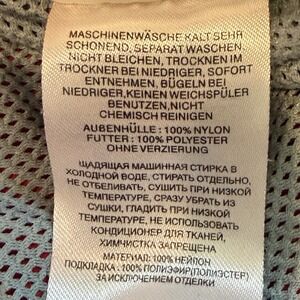 MASCHINENWÄSCHE KALT SEHR
SCHONEND, SEPARAT WASCHEN
NICHT BLEICHEN, TROCKNEN IM
TROCKNER BEI NIEDRIGER, SOFORT
ENTNEHMEN, BÜGELN BEI
NIEDRIGER,KEINEN WEICHSPÜLER
BENUTZEN,NICHT
CHEMISCH REINIGEN
AUßENHÜLLE : 100% NYLON
FUTTER : 100% POLYESTER
OHNE VERZIERUNG
ЩАДЯЩАЯ МАШИННАЯ СТИРКА В
ХОЛОДНОЙ ВОДЕ, СТИРАТЬ ОТДЕЛЬНО,
НЕ ОТБЕЛИВАТЬ, СУШИТЬ ПРИ НИЗКОЙ
ТЕМПЕРАТУРЕ, СРАЗУ УБРАТЬ ИЗ
СУШКИ, ГЛАДИТЬ ПРИ НИЗКОЙ
ТЕМПЕРАТУРЕ, НЕ ИСПОЛЬЗОВАТЬ
КОНДИЦИОНЕР ДЛЯ ТКАНЕЙ,
ХИМЧИСТКА ЗАПРЕЩЕНА
МАТЕРИАЛ: 100% НЕЙЛОН
ПОДКЛАДКА : 100% ПОЛИЭФИР(ПОЛИЭСТЕР)
ЗА ИСКЛЮЧЕНИЕМ ОТДЕЛКИ